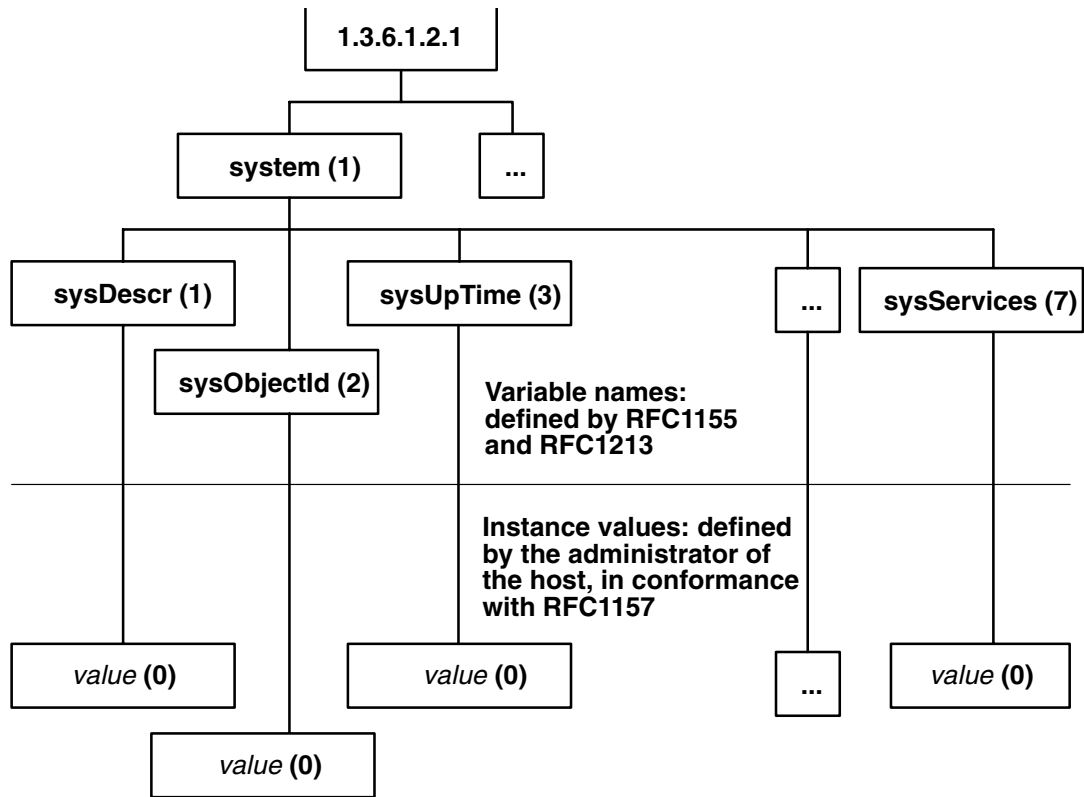 1.3.6.1.2.1
system (1)
...
sysDescr (1)
sysUpTime (3)
...
sysServices (7)
sysObjectId (2)
Variable names:
defined by RFC1155
and RFC1213
Instance values: defined
by the administrator of
the host, in conformance
with RFC1157
value (0)
value (0)
...
value (0)
value (0)